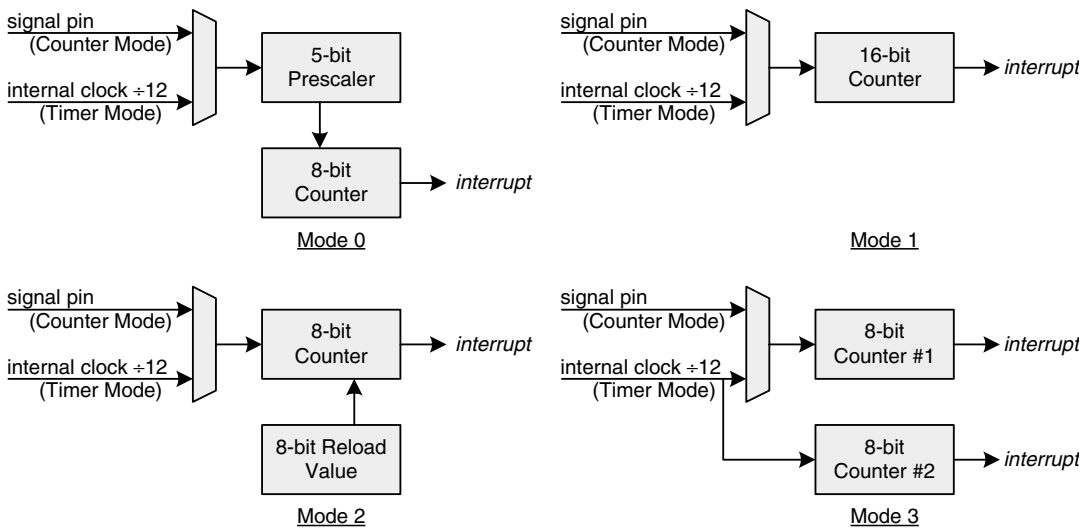 signal pin
(Counter Mode)
internal clock ÷12
(Timer Mode)
5-bit
Prescaler
8-bit
Counter
interrupt
Mode 0
signal pin
(Counter Mode)
internal clock ÷12
(Timer Mode)
16-bit
Counter
interrupt
Mode 1
signal pin
(Counter Mode)
internal clock ÷12
(Timer Mode)
8-bit
Counter
interrupt
8-bit Reload
Value
Mode 2
signal pin
(Counter Mode)
internal clock ÷12
(Timer Mode)
8-bit
Counter #1
interrupt
8-bit
Counter #2
interrupt
Mode 3